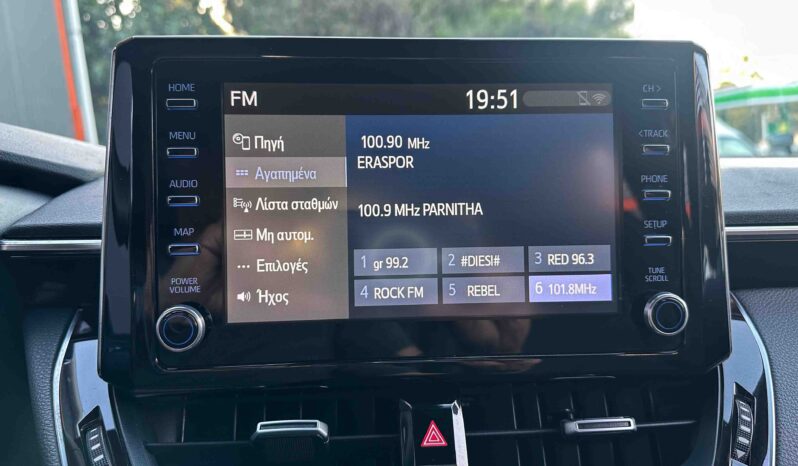 HOME
MENU
AUDIO
MAP
POWER
VOLUME
FM
19:51
Πηγή
Αγαπημένα
Λίστα σταθμών
Μη αυτομ.
Επιλογές
Ήχος
100.90 MHz
ERASPOR
100.9 MHz PARNITHA
1 gr 99.2
2 #DIESI#
3 RED 96.3
4 ROCK FM
5 REBEL
6 101.8MHz
CH >
< TRACK
PHONE
SETUP
TUNE
SCROLL